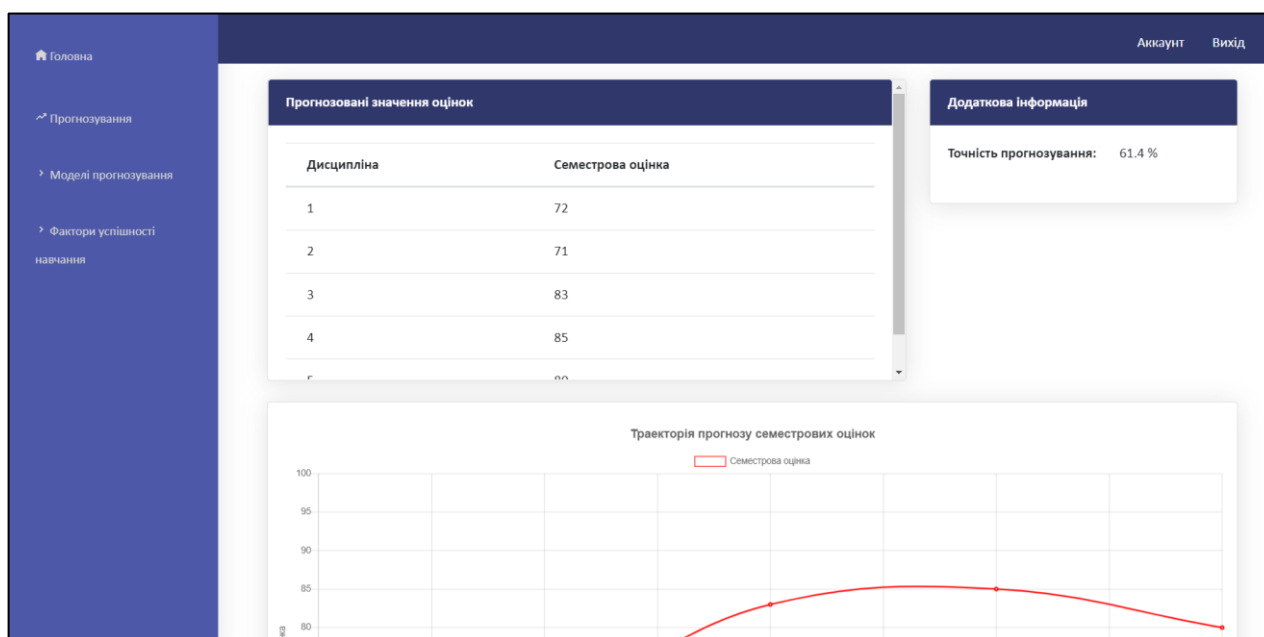 Аккаунт Вихід
Головна
Прогнозування
Моделі прогнозування
Фактори успішності
навчання
Прогнозовані значення оцінок
Дисципліна Семестрова оцінка
1 72
2 71
3 83
4 85
Додаткова інформація
Точність прогнозування: 61.4 %
Траекторія прогнозу семестрових оцінок
Семестрова оцінка
100
95
90
85
80